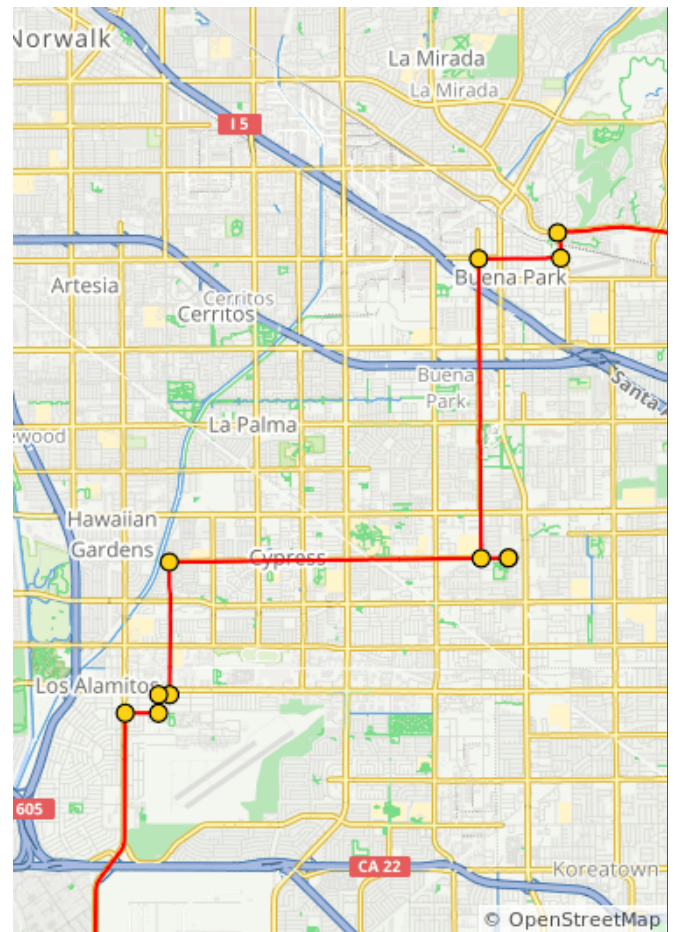 Norwalk
La Mirada
La Mirada
I 5
Buena Park
Artesia
Cerritos
Cerritos
Buena
Park
Santa
La Palma
ewood
Hawaiian
Gardens
Cypress
Los Alamitos
605
CA 22
Koreatown
© OpenStreetMap